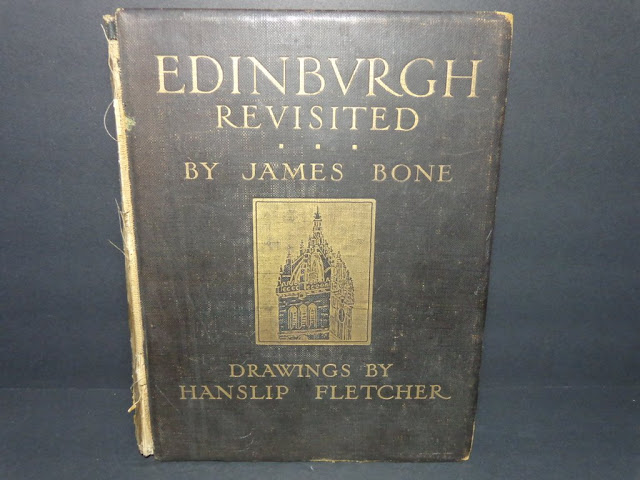 EDINBVRGH
REVISITED
BY JAMES BONE
DRAWINGS BY
HANSLIP FLETCHER